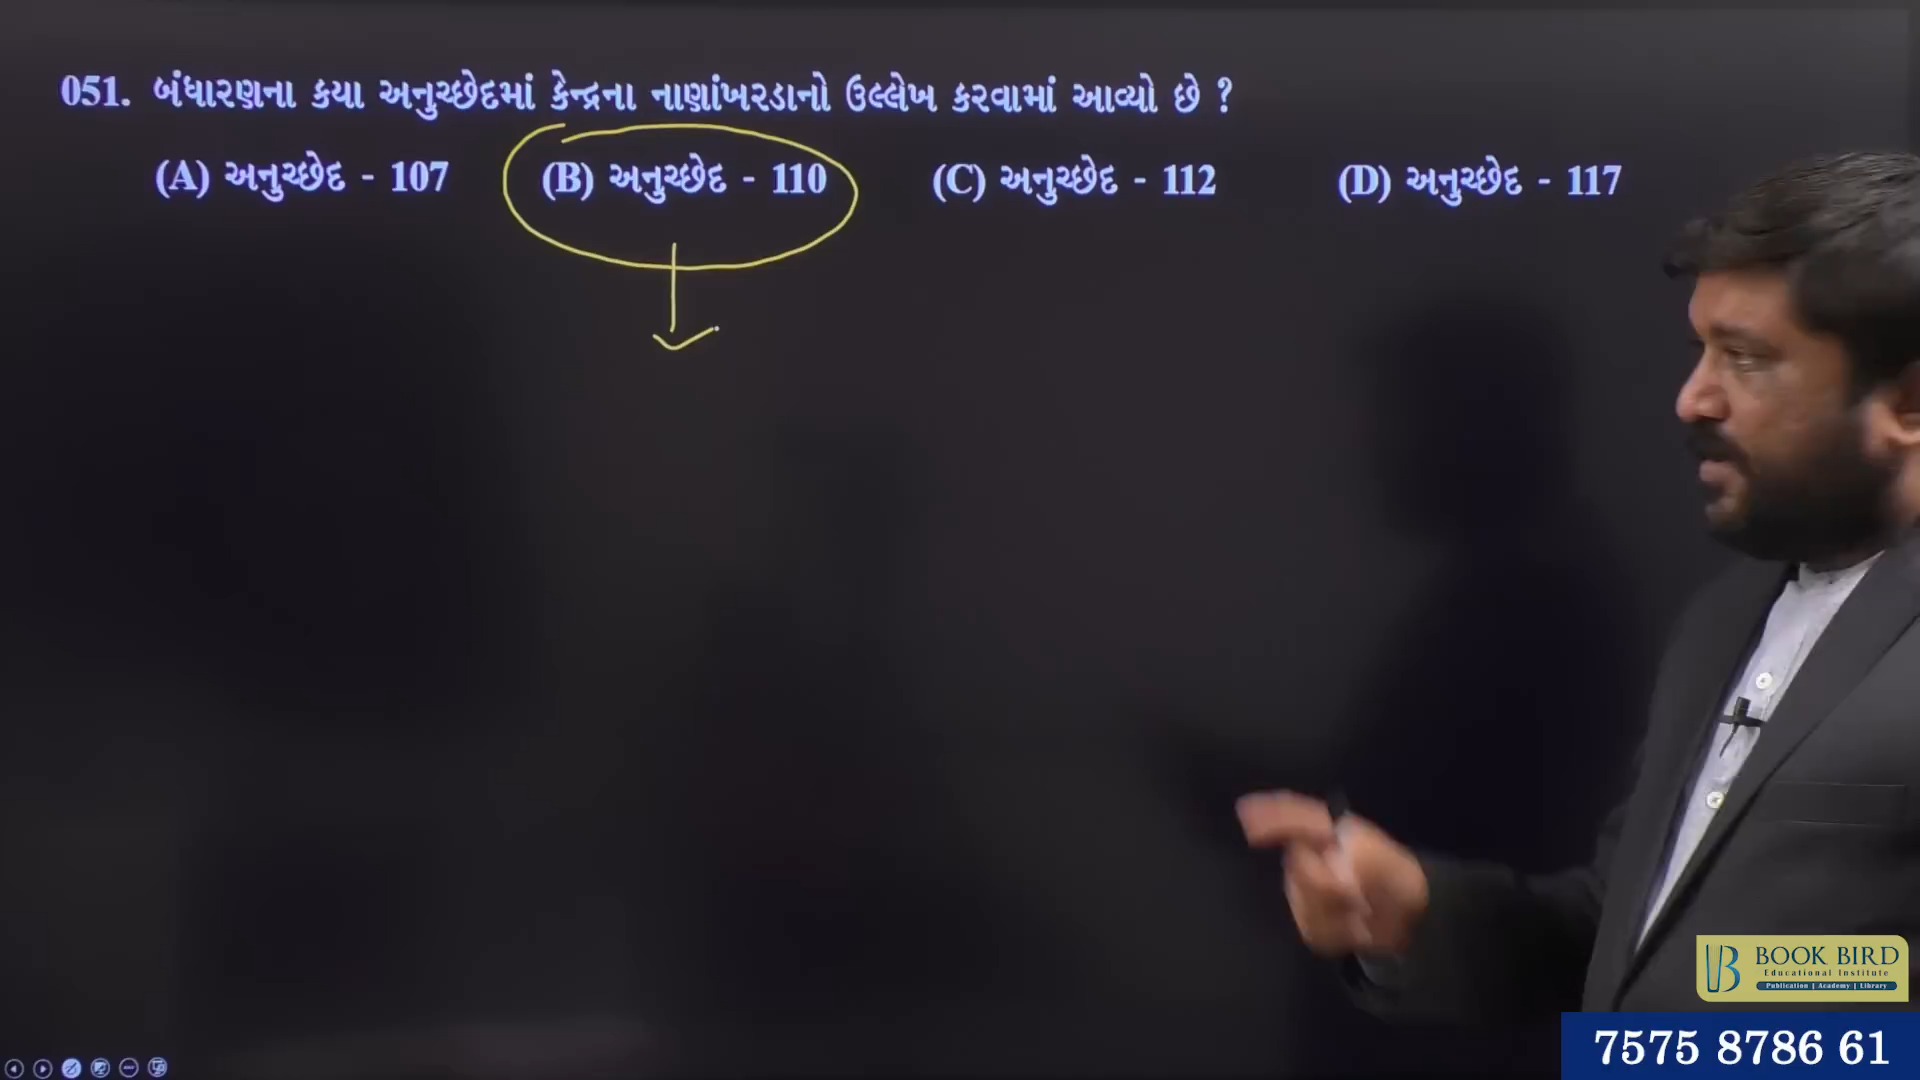 051. બંધારણના કયા અનુચ્છેદમાં કેન્દ્રના નાણાંખરડાનો ઉલ્લેખ કરવામાં આવ્યો છે ?
(A) અનુચ્છેદ - 107 (B) અનુચ્છેદ - 110 (C) અનુચ્છેદ - 112 (D) અનુચ્છેદ - 117
BOOK BIRD
Educational Institute
Publication | Academy | Library
7575 8786 61